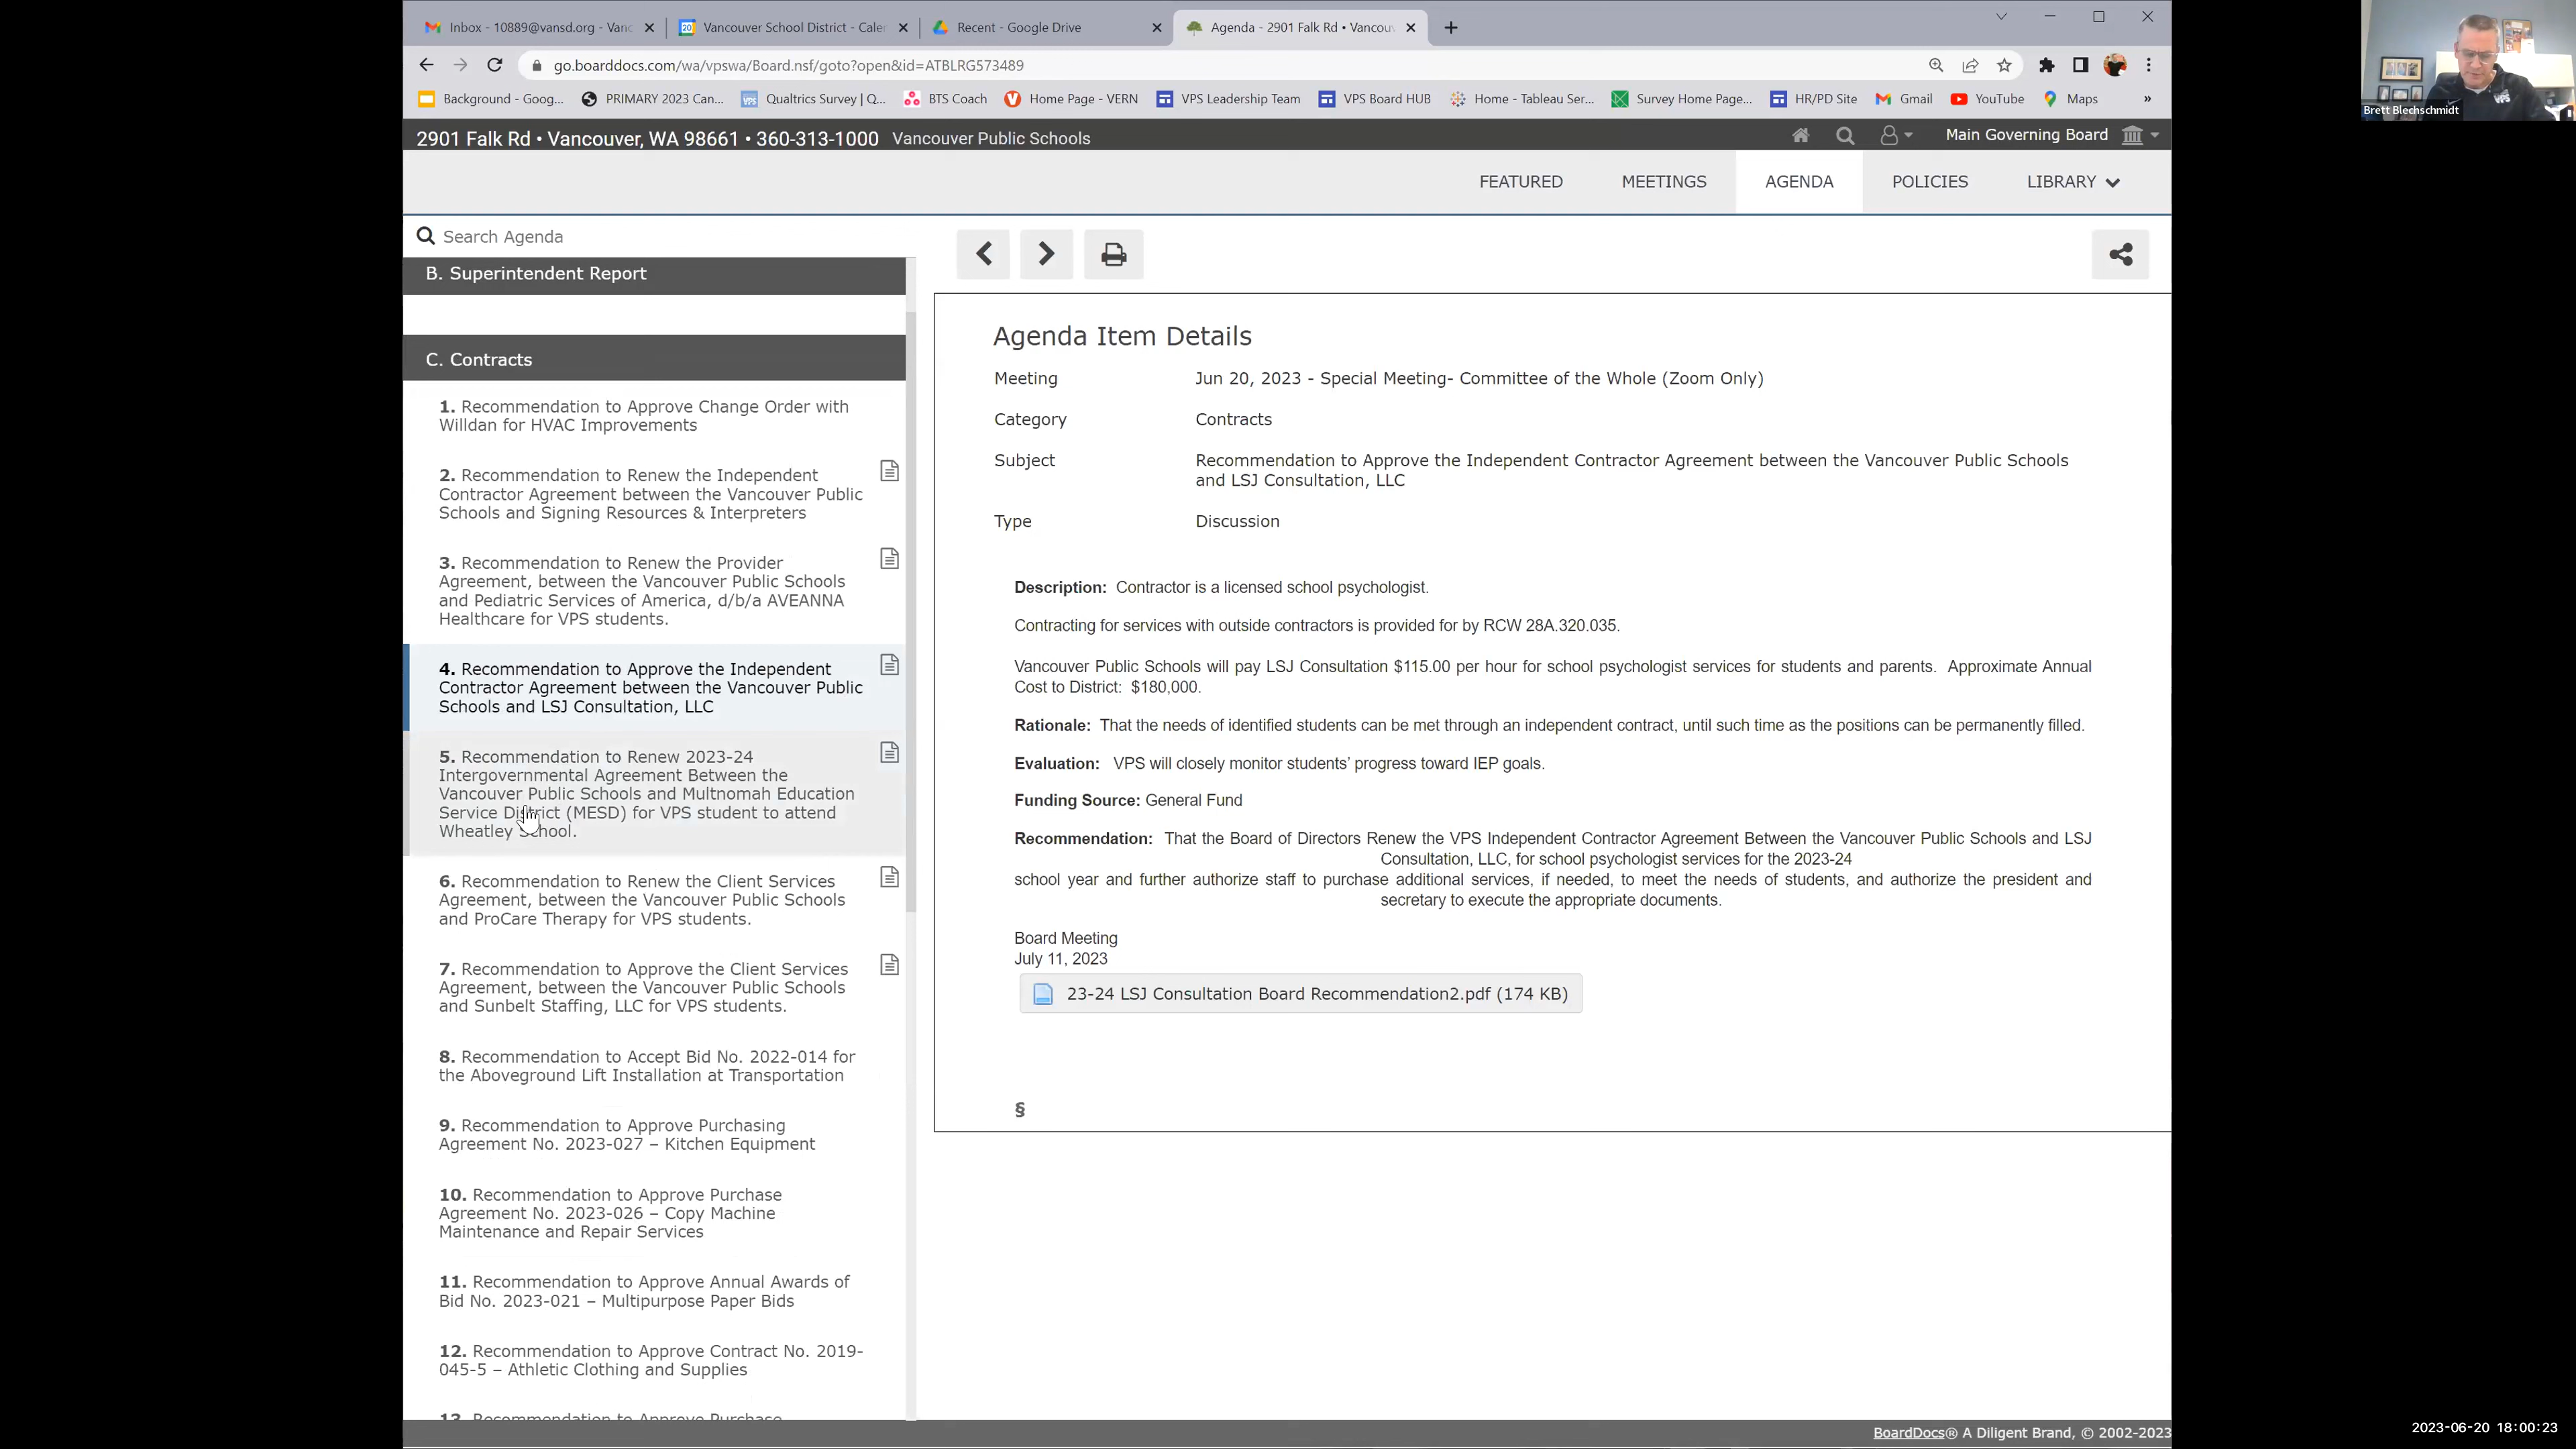 Inbox - 10889@vansd.org - Vanc
Vancouver School District - Caler
Recent - Google Drive
Agenda - 2901 Falk Rd • Vancouv
go.boarddocs.com/wa/vpswa/Board.nsf/goto?open&id=ATBLRG573489
Background - Goog...
PRIMARY 2023 Can...
Qualtrics Survey | Q...
BTS Coach
Home Page - VERN
VPS Leadership Team
VPS Board HUB
Home - Tableau Ser...
Survey Home Page...
HR/PD Site
Gmail
YouTube
Maps
»
2901 Falk Rd • Vancouver, WA 98661 • 360-313-1000 Vancouver Public Schools
Main Governing Board
FEATURED
MEETINGS
AGENDA
POLICIES
LIBRARY
Search Agenda
B. Superintendent Report
C. Contracts
1. Recommendation to Approve Change Order with
Willdan for HVAC Improvements
2. Recommendation to Renew the Independent
Contractor Agreement between the Vancouver Public
Schools and Signing Resources & Interpreters
3. Recommendation to Renew the Provider
Agreement, between the Vancouver Public Schools
and Pediatric Services of America, d/b/a AVEANNA
Healthcare for VPS students.
4. Recommendation to Approve the Independent
Contractor Agreement between the Vancouver Public
Schools and LSJ Consultation, LLC
5. Recommendation to Renew 2023-24
Intergovernmental Agreement Between the
Vancouver Public Schools and Multnomah Education
Service District (MESD) for VPS student to attend
Wheatley School.
6. Recommendation to Renew the Client Services
Agreement, between the Vancouver Public Schools
and ProCare Therapy for VPS students.
7. Recommendation to Approve the Client Services
Agreement, between the Vancouver Public Schools
and Sunbelt Staffing, LLC for VPS students.
8. Recommendation to Accept Bid No. 2022-014 for
the Aboveground Lift Installation at Transportation
9. Recommendation to Approve Purchasing
Agreement No. 2023-027 – Kitchen Equipment
10. Recommendation to Approve Purchase
Agreement No. 2023-026 – Copy Machine
Maintenance and Repair Services
11. Recommendation to Approve Annual Awards of
Bid No. 2023-021 – Multipurpose Paper Bids
12. Recommendation to Approve Contract No. 2019-
045-5 – Athletic Clothing and Supplies
13. Recommendation to Approve Purchase
Agenda Item Details
Meeting Jun 20, 2023 - Special Meeting- Committee of the Whole (Zoom Only)
Category Contracts
Subject Recommendation to Approve the Independent Contractor Agreement between the Vancouver Public Schools
and LSJ Consultation, LLC
Type Discussion
Description: Contractor is a licensed school psychologist.
Contracting for services with outside contractors is provided for by RCW 28A.320.035.
Vancouver Public Schools will pay LSJ Consultation $115.00 per hour for school psychologist services for students and parents. Approximate Annual
Cost to District: $180,000.
Rationale: That the needs of identified students can be met through an independent contract, until such time as the positions can be permanently filled.
Evaluation: VPS will closely monitor students' progress toward IEP goals.
Funding Source: General Fund
Recommendation: That the Board of Directors Renew the VPS Independent Contractor Agreement Between the Vancouver Public Schools and LSJ
Consultation, LLC, for school psychologist services for the 2023-24
school year and further authorize staff to purchase additional services, if needed, to meet the needs of students, and authorize the president and
secretary to execute the appropriate documents.
Board Meeting
July 11, 2023
23-24 LSJ Consultation Board Recommendation2.pdf (174 KB)
§
BoardDocs® A Diligent Brand, © 2002-2023
VPS
Brett Blechschmidt
2023-06-20 18:00:23